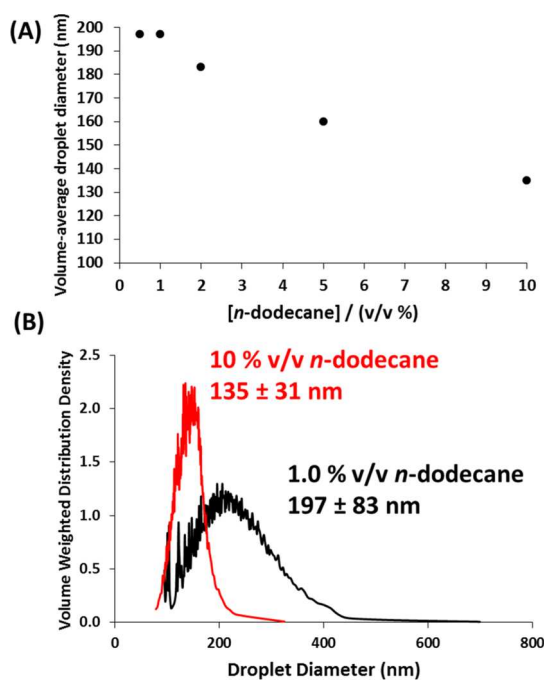 (A)
Volume-average droplet diameter (nm)
200
190
180
170
160
150
140
130
120
110
100
0 1 2 3 4 5 6 7 8 9 10
[n-dodecane] / (v/v %)
(B)
Volume Weighted Distribution Density
2.5
2.0
1.5
1.0
0.5
0.0
10 % v/v n-dodecane
135 ± 31 nm
1.0 % v/v n-dodecane
197 ± 83 nm
0 200 400 600 800
Droplet Diameter (nm)